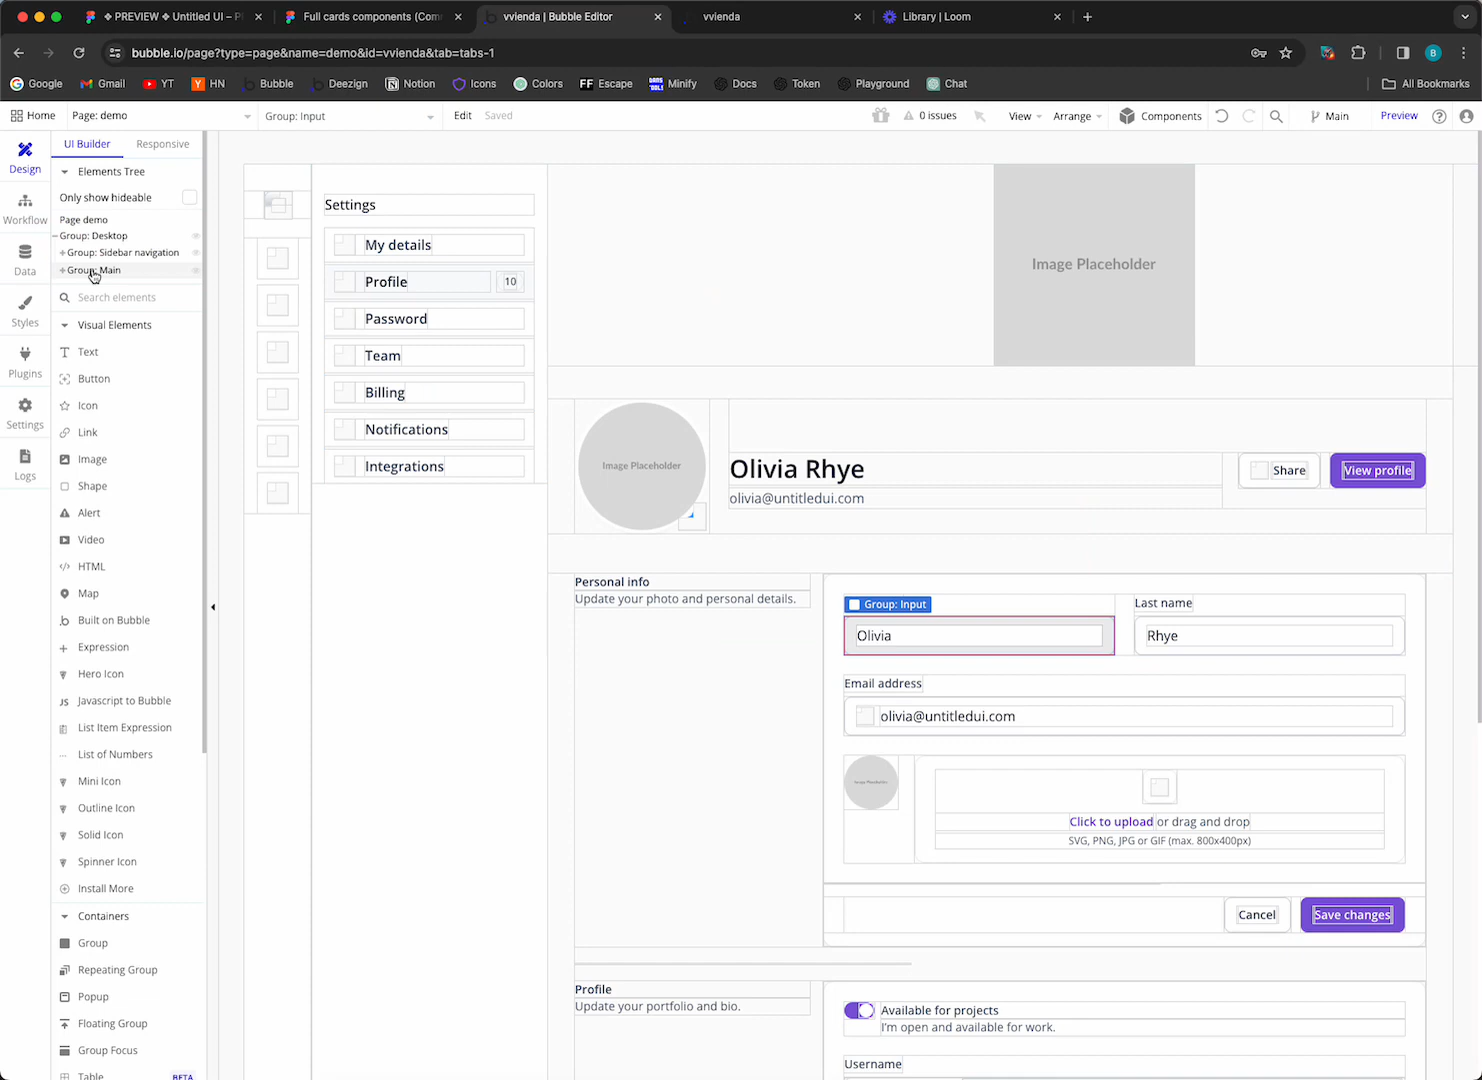 ❖ PREVIEW ❖ Untitled UI – P
Full cards components (Com
vvienda | Bubble Editor
vvienda
Library | Loom
bubble.io/page?type=page&name=demo&id=vvienda&tab=tabs-1
B
Google
Gmail
YT
HN
Bubble
Deezign
Notion
Icons
Colors
FF Escape
Minify
Docs
Token
Playground
Chat
All Bookmarks
Home
Page: demo
Group: Input
Edit
Saved
0 issues
View
Arrange
Components
Main
Preview
Design
Workflow
Data
Styles
Plugins
Settings
Logs
UI Builder
Responsive
Elements Tree
Only show hideable
Page demo
Group: Desktop
Group: Sidebar navigation
Group: Main
Search elements
Visual Elements
Text
Button
Icon
Link
Image
Shape
Alert
Video
HTML
Map
Built on Bubble
Expression
Hero Icon
JS Javascript to Bubble
List Item Expression
List of Numbers
Mini Icon
Outline Icon
Solid Icon
Spinner Icon
Install More
Containers
Group
Repeating Group
Popup
Floating Group
Group Focus
Table BETA
Settings
My details
Profile 10
Password
Team
Billing
Notifications
Integrations
Image Placeholder
Image Placeholder
Olivia Rhye
olivia@untitledui.com
Share
View profile
Personal info
Update your photo and personal details.
Group: Input
Olivia
Last name
Rhye
Email address
olivia@untitledui.com
Image Placeholder
Click to upload or drag and drop
SVG, PNG, JPG or GIF (max. 800x400px)
Cancel
Save changes
Profile
Update your portfolio and bio.
Available for projects
I'm open and available for work.
Username